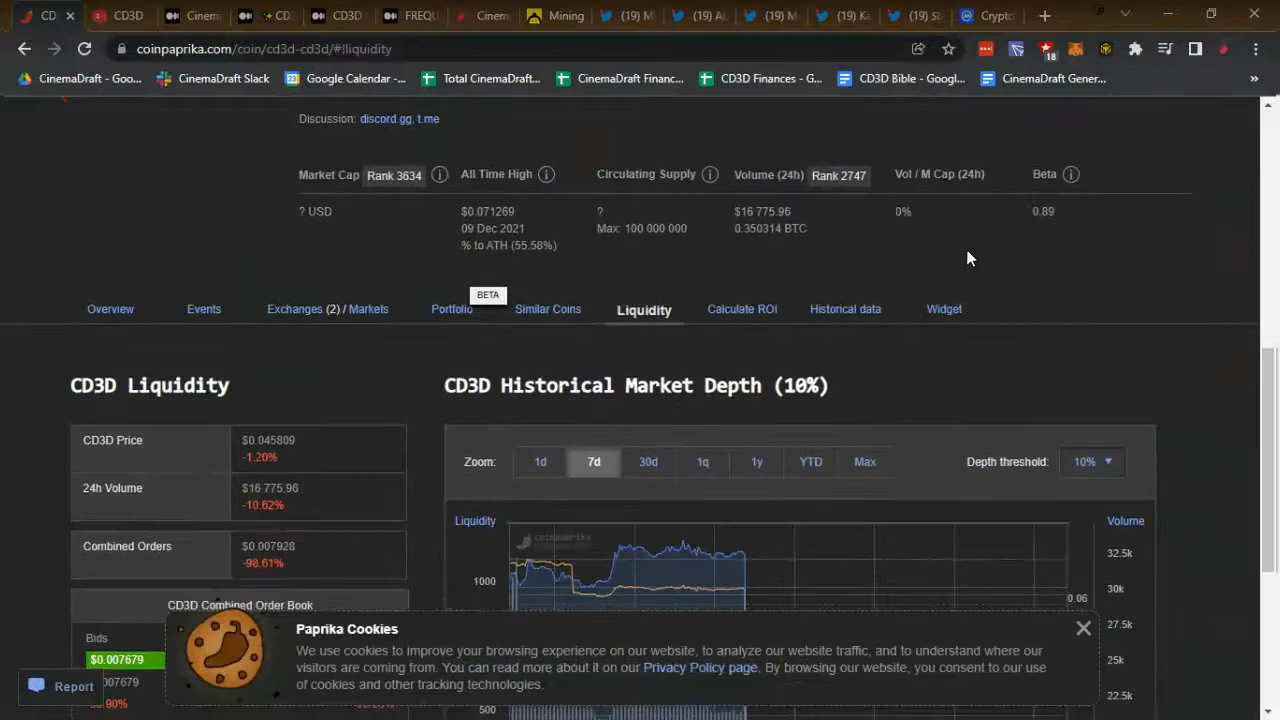 CD
CD3D
Cinem
CD
CD3D
FREQU
Cinem
Mining
(19) M
(19) A
(19) M
(19) Ka
(19)
Crypto
coinpaprika.com/coin/cd3d-cd3d/#!liquidity
18
CinemaDraft - Goo...
CinemaDraft Slack
Google Calendar -...
Total CinemaDraft...
CinemaDraft Financ...
CD3D Finances - Go...
CD3D Bible - Googl...
CinemaDraft Gener...
Discussion: discord.gg, t.me
Market Cap Rank 3634
All Time High
Circulating Supply
Volume (24h) Rank 2747
Vol / M Cap (24h)
Beta
? USD
$0.071269
09 Dec 2021
% to ATH (55.58%)
?
Max: 100 000 000
$16 775.96
0.350314 BTC
0%
0.89
BETA
Overview
Events
Exchanges (2) / Markets
Portfolio
Similar Coins
Liquidity
Calculate ROI
Historical data
Widget
CD3D Liquidity
CD3D Price
$0.045809
-1.20%
24h Volume
$16 775.96
-10.62%
Combined Orders
$0.007928
-98.61%
CD3D Combined Order Book
Bids
$0.007679
CD3D Historical Market Depth (10%)
Zoom: 1d 7d 30d 1q 1y YTD Max
Depth threshold: 10%
Liquidity
Volume
coinpaprika
1000
500
0.06
32.5k
30k
27.5k
25k
22.5k
Paprika Cookies
We use cookies to improve your browsing experience on our website, to analyze our website traffic, and to understand where our
visitors are coming from. You can read more about it on our Privacy Policy page. By browsing our website, you consent to our use
of cookies and other tracking technologies.
Report